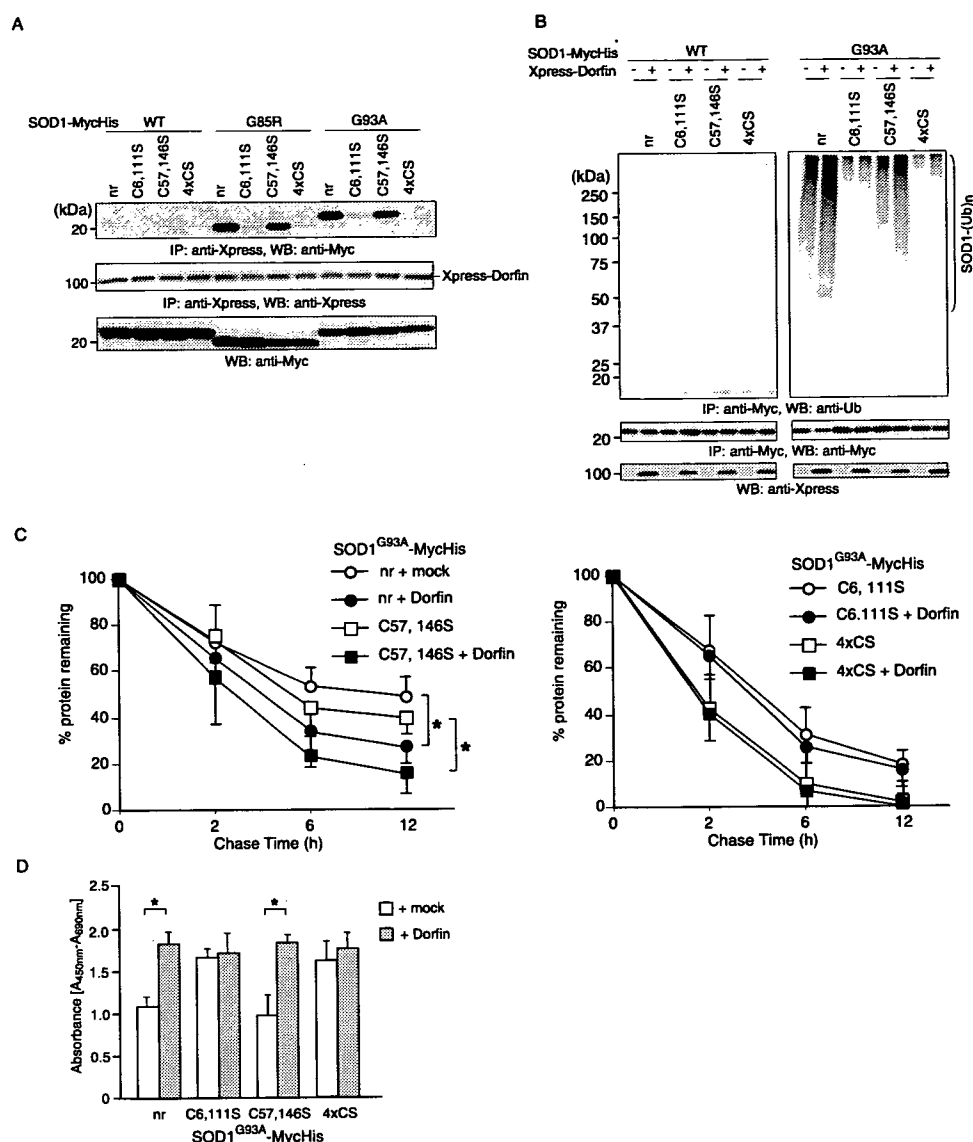 A
SOD1-MycHis WT G85R G93A
nr C6,111S C57,146S 4xCS nr C6,111S C57,146S 4xCS nr C6,111S C57,146S 4xCS
(kDa)
20
IP: anti-Xpress, WB: anti-Myc
100
Xpress-Dorfin
IP: anti-Xpress, WB: anti-Xpress
20
WB: anti-Myc
B
SOD1-MycHis WT G93A
Xpress-Dorfin - + - + - + - + - + - + - + - +
nr C6,111S C57,146S 4xCS nr C6,111S C57,146S 4xCS
(kDa)
250
150
100
75
50
37
25
20
SOD1-(Ub)n
IP: anti-Myc, WB: anti-Ub
20
IP: anti-Myc, WB: anti-Myc
100
WB: anti-Xpress
C
SOD1G93A-MycHis
nr + mock
nr + Dorfin
C57, 146S
C57, 146S + Dorfin
% protein remaining
100
80
60
40
20
0
* *
0 2 6 12
Chase Time (h)
SOD1G93A-MycHis
C6, 111S
C6.111S + Dorfin
4xCS
4xCS + Dorfin
% protein remaining
100
80
60
40
20
0
0 2 6 12
Chase Time (h)
D
Absorbance [A450nm-A690nm]
2.5
2.0
1.5
1.0
0.5
0
* *
+ mock
+ Dorfin
nr C6,111S C57,146S 4xCS
SOD1G93A-MycHis